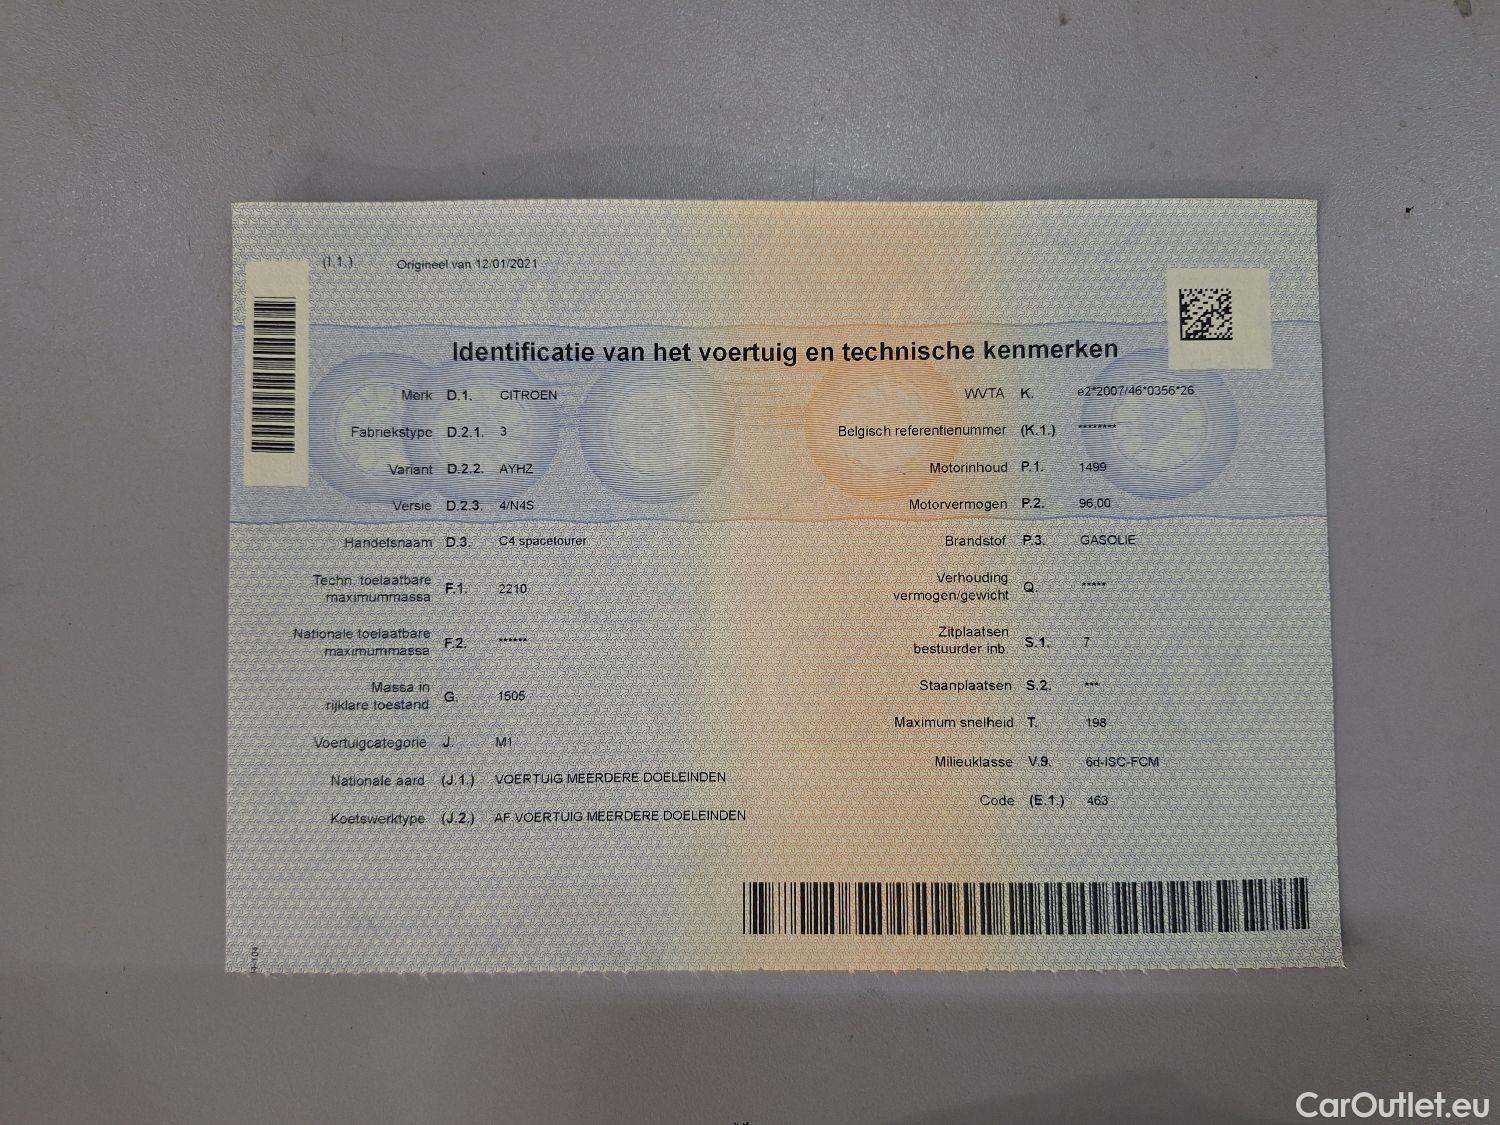 (I.1.) Origineel van 12/01/2021
Identificatie van het voertuig en technische kenmerken
Merk D.1. CITROEN
Fabriekstype D.2.1. 3
Variant D.2.2. AYHZ
Versie D.2.3. 4/N4S
Handelsnaam D.3. C4 spacetourer
Techn. toelaatbare
maximummassa F.1. 2210
Nationale toelaatbare
maximummassa F.2. ******
Massa in
rijklare toestand G. 1505
Voertuigcategorie J. M1
Nationale aard (J.1.) VOERTUIG MEERDERE DOELEINDEN
Koetswerktype (J.2.) AF VOERTUIG MEERDERE DOELEINDEN
WVTA K. e2*2007/46*0356*26
Belgisch referentienummer (K.1.) ********
Motorinhoud P.1. 1499
Motorvermogen P.2. 96,00
Brandstof P.3. GASOLIE
Verhouding
vermogen/gewicht Q. *****
Zitplaatsen
bestuurder inb. S.1. 7
Staanplaatsen S.2. ***
Maximum snelheid T. 198
Milieuklasse V.9. 6d-ISC-FCM
Code (E.1.) 463
CarOutlet.eu